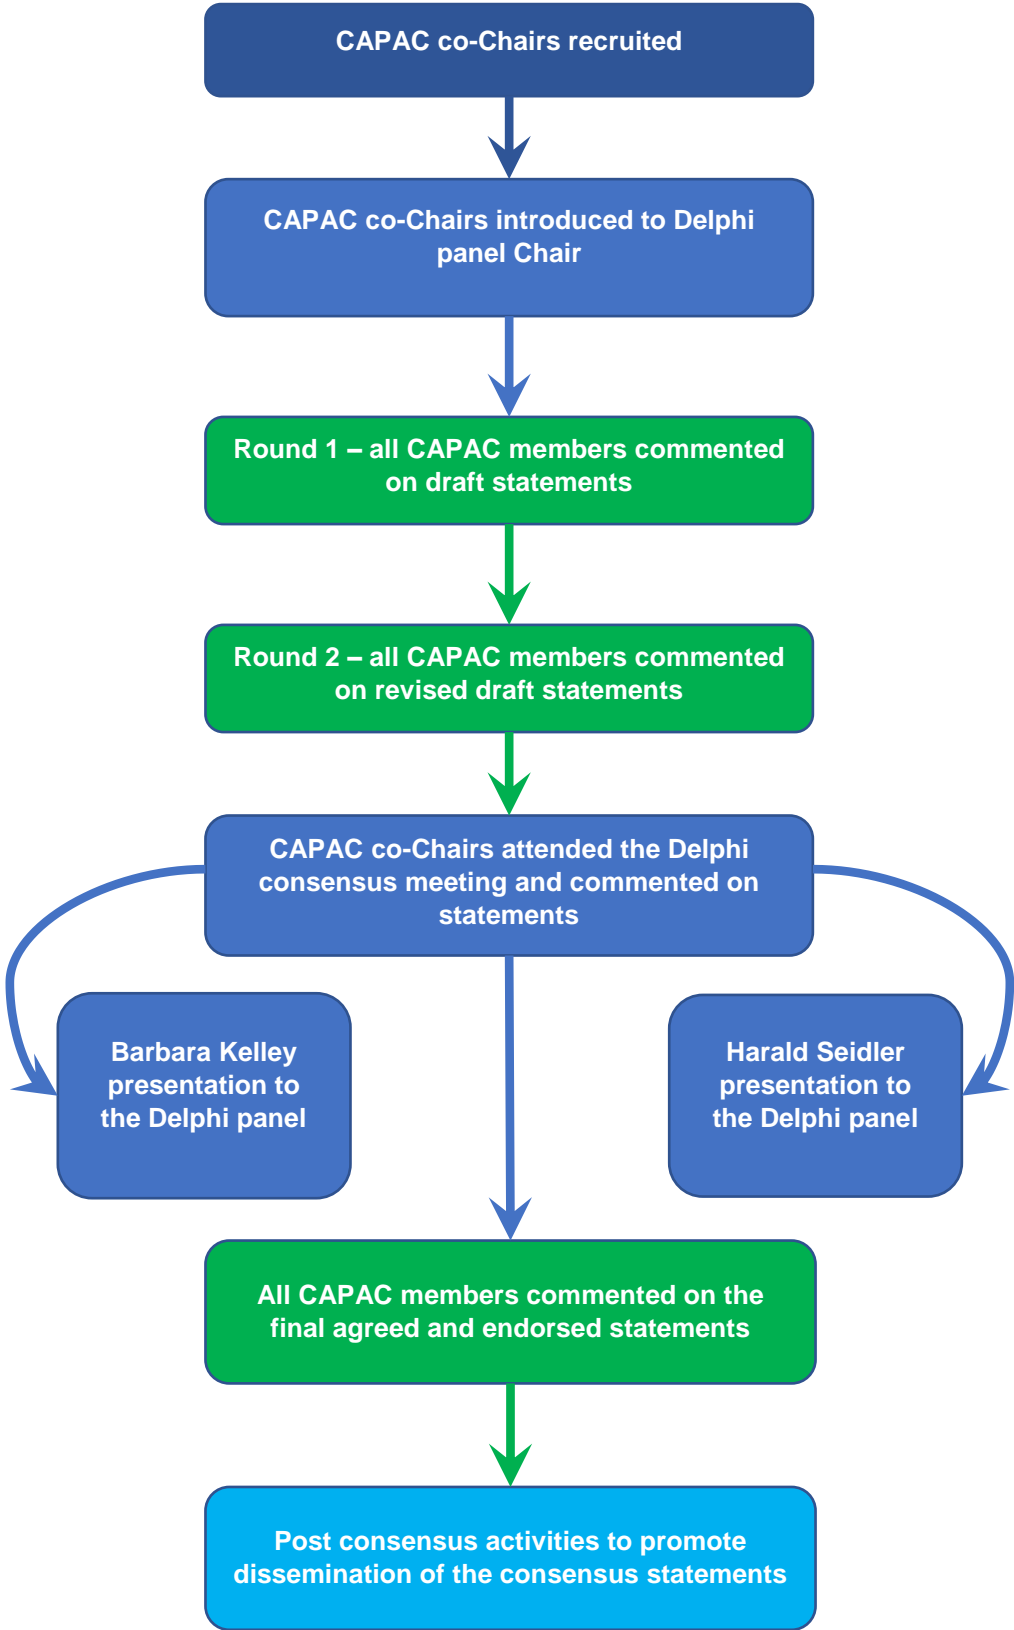 CAPAC co-Chairs recruited
CAPAC co-Chairs introduced to Delphi
panel Chair
Round 1 – all CAPAC members commented
on draft statements
Round 2 – all CAPAC members commented
on revised draft statements
CAPAC co-Chairs attended the Delphi
consensus meeting and commented on
statements
Barbara Kelley
presentation to
the Delphi panel
Harald Seidler
presentation to
the Delphi panel
All CAPAC members commented on the
final agreed and endorsed statements
Post consensus activities to promote
dissemination of the consensus statements